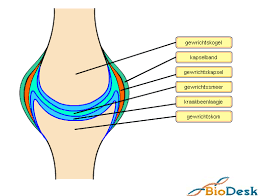 gewrichtskogel
kapselband
gewrichtskapsel
gewrichtssmeer
kraakbeenlaagje
gewrichtskom
BioDesk